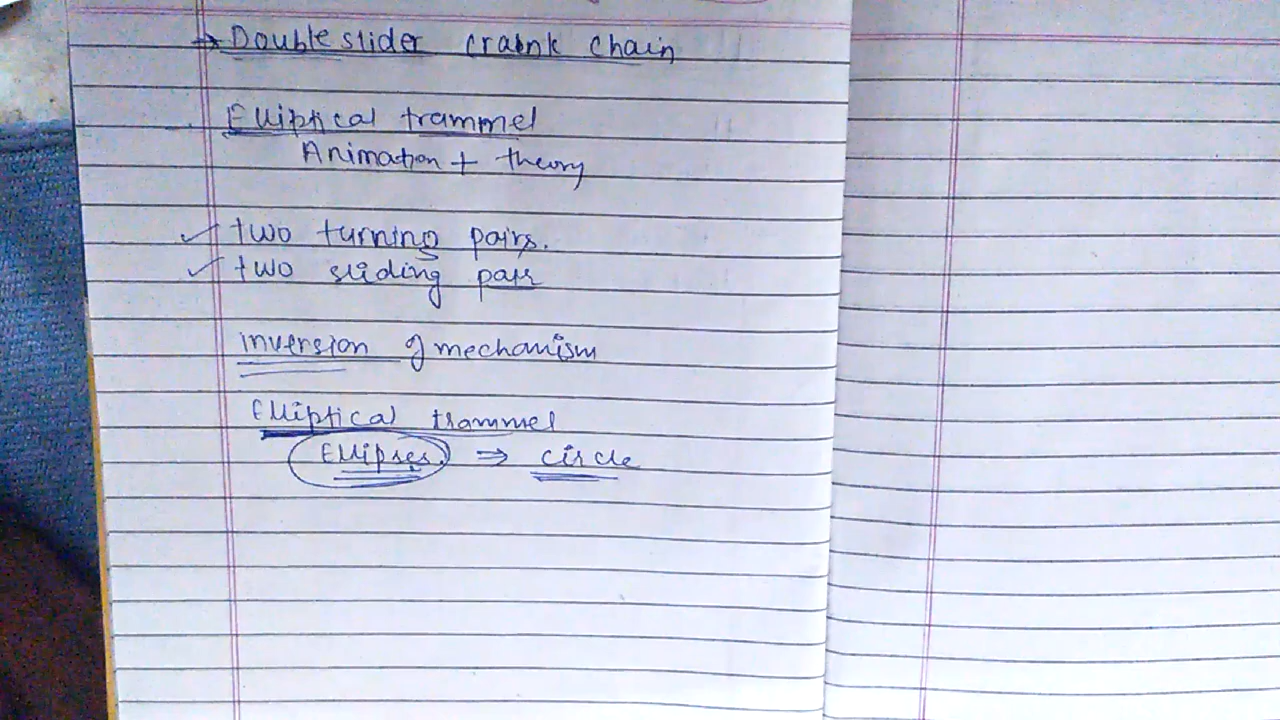 → Double slider crank chain
Elliptical trammel
Animation + theory
✓ two turning pairs.
✓ two sliding pair
inversion of mechanism
Elliptical trammel
Ellipses. ⇒ circle